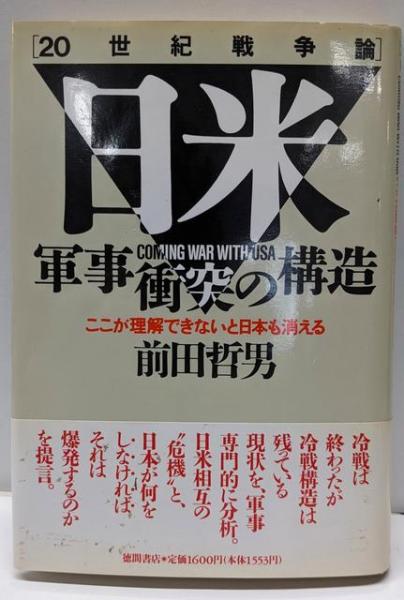 [20世紀戦争論]
日米
軍事衝突の構造
COMING WAR WITH USA
ここが理解できないと日本も消える
前田哲男
冷戦は
終わったが
冷戦構造は
残っている
現状を、軍事
専門的に分析。
日米相互の
“危機”と、
日本が何を
しなければ、
それは
爆発するのか
を提言。
徳間書店●定価1600円(本体1553円)